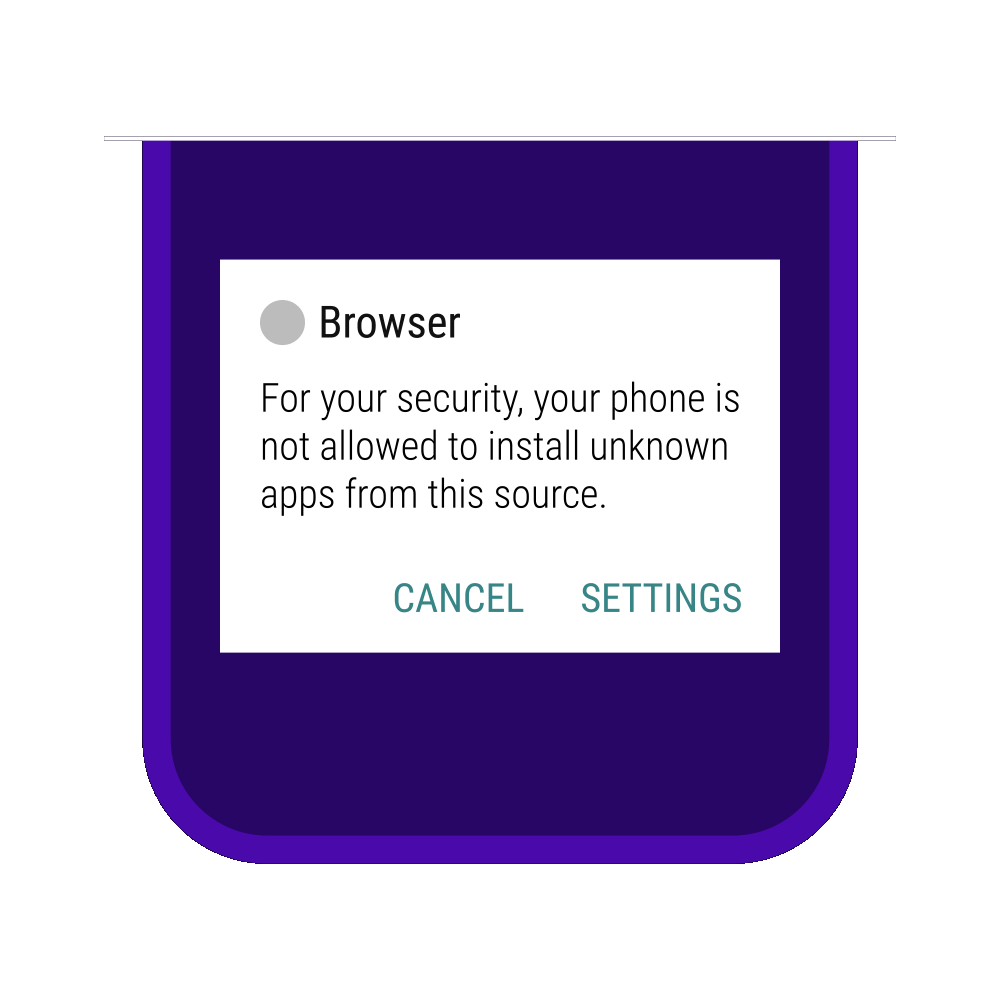 Browser
For your security, your phone is
not allowed to install unknown
apps from this source.
CANCEL SETTINGS